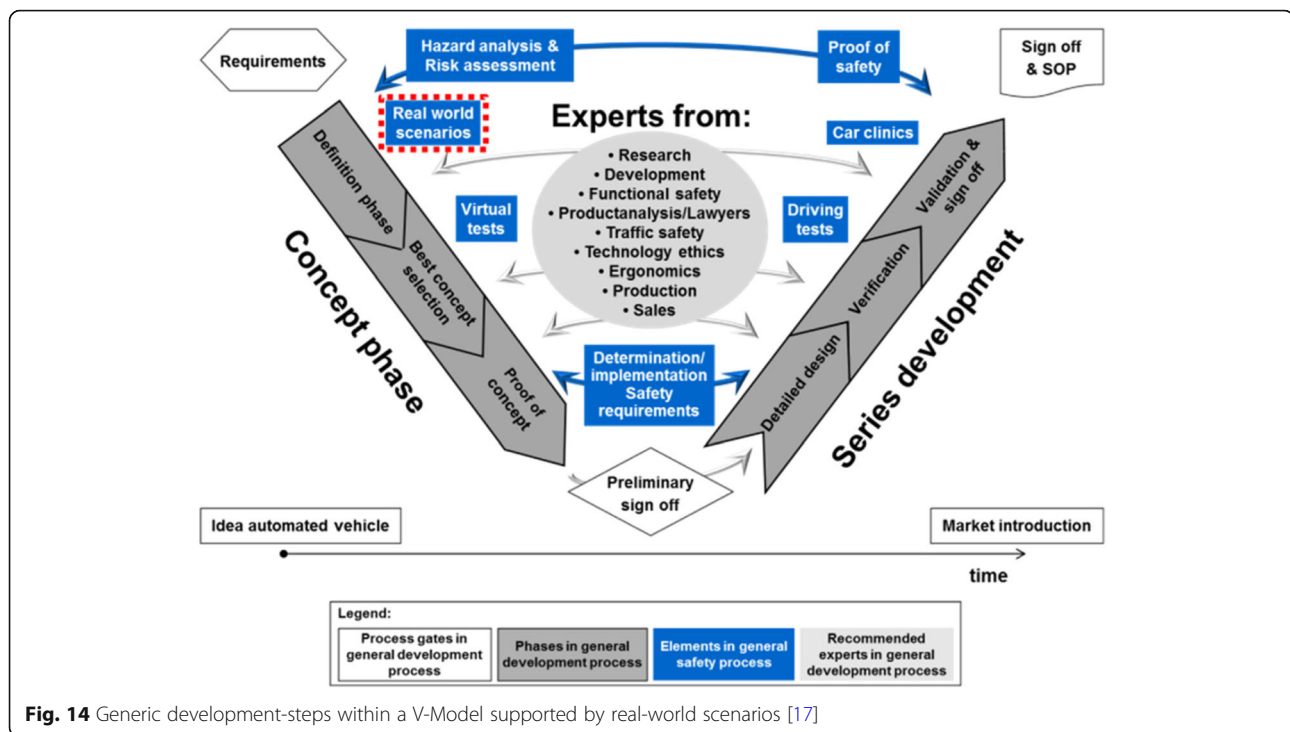 Requirements
Hazard analysis &
Risk assessment
Proof of
safety
Sign off
& SOP
Real world
scenarios
Experts from:
Car clinics
• Research
• Development
• Functional safety
• Productanalysis/Lawyers
• Traffic safety
• Technology ethics
• Ergonomics
• Production
• Sales
Virtual
tests
Driving
tests
Definition phase
Best concept
selection
Proof of
concept
Concept phase
Determination/
implementation
Safety
requirements
Detailed design
Verification
Validation &
sign off
Series development
Preliminary
sign off
Idea automated vehicle
Market introduction
time
Legend:
Process gates in
general development
process
Phases in general
development process
Elements in general
safety process
Recommended
experts in general
development process
Fig. 14 Generic development-steps within a V-Model supported by real-world scenarios [17]